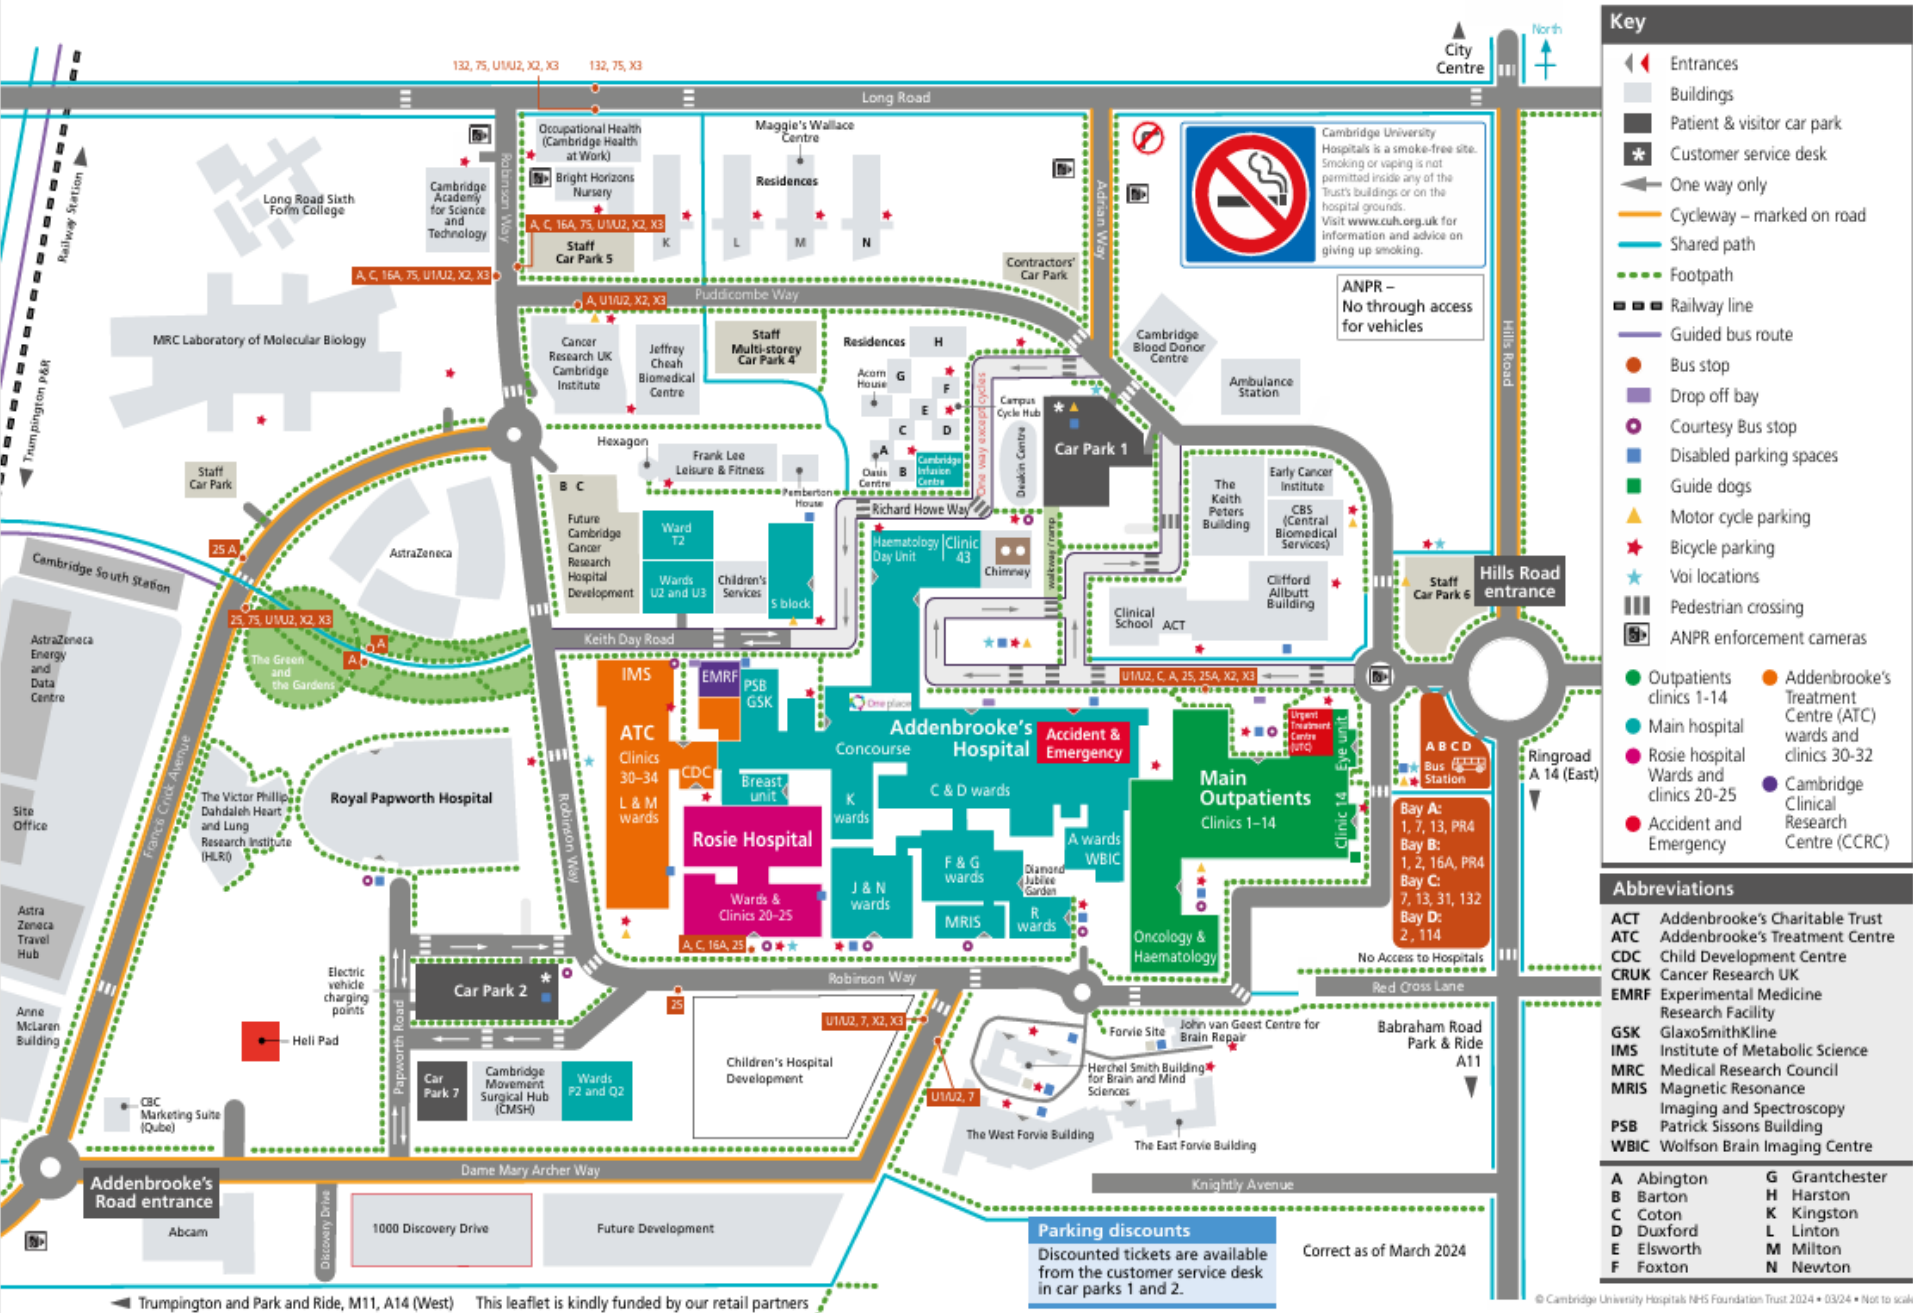 132, 75, U1/U2, X2, X3
132, 75, X3
City
Centre
North
Long Road
Railway Station
Trumpington P&R
Long Road Sixth
Form College
Cambridge
Academy
for Science
and
Technology
Robinson Way
Occupational Health
(Cambridge Health
at Work)
Bright Horizons
Nursery
A, C, 16A, 75, U1/U2, X2, X3
Staff
Car Park 5
A, C, 16A, 75, U1/U2, X2, X3
Maggie's Wallace
Centre
Residences
K
L
M
N
Adrian Way
Contractors'
Car Park
Cambridge University
Hospitals is a smoke-free site.
Smoking or vaping is not
permitted inside any of the
Trust's buildings or on the
hospital grounds.
Visit www.cuh.org.uk for
information and advice on
giving up smoking.
ANPR –
No through access
for vehicles
Hills Road
MRC Laboratory of Molecular Biology
A, U1/U2, X2, X3
Puddicombe Way
Cancer
Research UK
Cambridge
Institute
Jeffrey
Cheah
Biomedical
Centre
Staff
Multi-storey
Car Park 4
Residences
H
Acorn
House
G
F
E
Campus
Cycle Hub
C
D
A
B
Oasis
Centre
Cambridge
Infusion
Centre
One way except cycles
Deakin Centre
Car Park 1
Cambridge
Blood Donor
Centre
Ambulance
Station
Hexagon
Frank Lee
Leisure & Fitness
Pemberton
House
Staff
Car Park
B C
Future
Cambridge
Cancer
Research
Hospital
Development
Ward
T2
Wards
U2 and U3
Children's
Services
S block
Richard Howe Way
Haematology
Day Unit
Clinic
43
Chimney
walkway / ramp
The
Keith
Peters
Building
Early Cancer
Institute
CBS
(Central
Biomedical
Services)
Clifford
Allbutt
Building
Clinical
School
ACT
Staff
Car Park 6
Hills Road
entrance
AstraZeneca
25 A
Cambridge South Station
25, 75, U1/U2, X2, X3
A
A
The Green
and
the Gardens
AstraZeneca
Energy
and
Data
Centre
Keith Day Road
U1/U2, C, A, 25, 25A, X2, X3
IMS
EMRF
PSB
GSK
ATC
Clinics
30–34
L & M
wards
CDC
One place
Concourse
Addenbrooke's
Hospital
Accident &
Emergency
Urgent
Treatment
Centre
(UTC)
Eye unit
Main
Outpatients
Clinics 1–14
Clinic 14
Breast
unit
K
wards
C & D wards
A wards
WBIC
F & G
wards
Diamond
Jubilee
Garden
J & N
wards
MRIS
R
wards
Rosie Hospital
Wards &
Clinics 20–25
Oncology &
Haematology
A B C D
Bus
Station
Bay A:
1, 7, 13, PR4
Bay B:
1, 2, 16A, PR4
Bay C:
7, 13, 31, 132
Bay D:
2 , 114
Ringroad
A 14 (East)
No Access to Hospitals
Francis Crick Avenue
Site
Office
Astra
Zeneca
Travel
Hub
Anne
McLaren
Building
The Victor Phillip
Dahdaleh Heart
and Lung
Research Institute
(HLRI)
Royal Papworth Hospital
Robinson Way
A, C, 16A, 25
Electric
vehicle
charging
points
Car Park 2
25
Robinson Way
Red Cross Lane
Papworth Road
Heli Pad
CBC
Marketing Suite
(Qube)
Car
Park 7
Cambridge
Movement
Surgical Hub
(CMSH)
Wards
P2 and Q2
Children's Hospital
Development
U1/U2, 7, X2, X3
U1/U2, 7
Forvie Site
John van Geest Centre for
Brain Repair
Herchel Smith Building
for Brain and Mind
Sciences
The West Forvie Building
The East Forvie Building
Babraham Road
Park & Ride
A11
Addenbrooke's
Road entrance
Dame Mary Archer Way
Knightly Avenue
Abcam
Discovery Drive
1000 Discovery Drive
Future Development
Parking discounts
Discounted tickets are available
from the customer service desk
in car parks 1 and 2.
Correct as of March 2024
Trumpington and Park and Ride, M11, A14 (West)
This leaflet is kindly funded by our retail partners
Key
Entrances
Buildings
Patient & visitor car park
Customer service desk
One way only
Cycleway – marked on road
Shared path
Footpath
Railway line
Guided bus route
Bus stop
Drop off bay
Courtesy Bus stop
Disabled parking spaces
Guide dogs
Motor cycle parking
Bicycle parking
Voi locations
Pedestrian crossing
ANPR enforcement cameras
Outpatients
clinics 1-14
Main hospital
Rosie hospital
Wards and
clinics 20-25
Accident and
Emergency
Addenbrooke's
Treatment
Centre (ATC)
wards and
clinics 30-32
Cambridge
Clinical
Research
Centre (CCRC)
Abbreviations
ACT Addenbrooke's Charitable Trust
ATC Addenbrooke's Treatment Centre
CDC Child Development Centre
CRUK Cancer Research UK
EMRF Experimental Medicine
Research Facility
GSK GlaxoSmithKline
IMS Institute of Metabolic Science
MRC Medical Research Council
MRIS Magnetic Resonance
Imaging and Spectroscopy
PSB Patrick Sissons Building
WBIC Wolfson Brain Imaging Centre
A Abington
B Barton
C Coton
D Duxford
E Elsworth
F Foxton
G Grantchester
H Harston
K Kingston
L Linton
M Milton
N Newton
© Cambridge University Hospitals NHS Foundation Trust 2024 • 03/24 • Not to scale